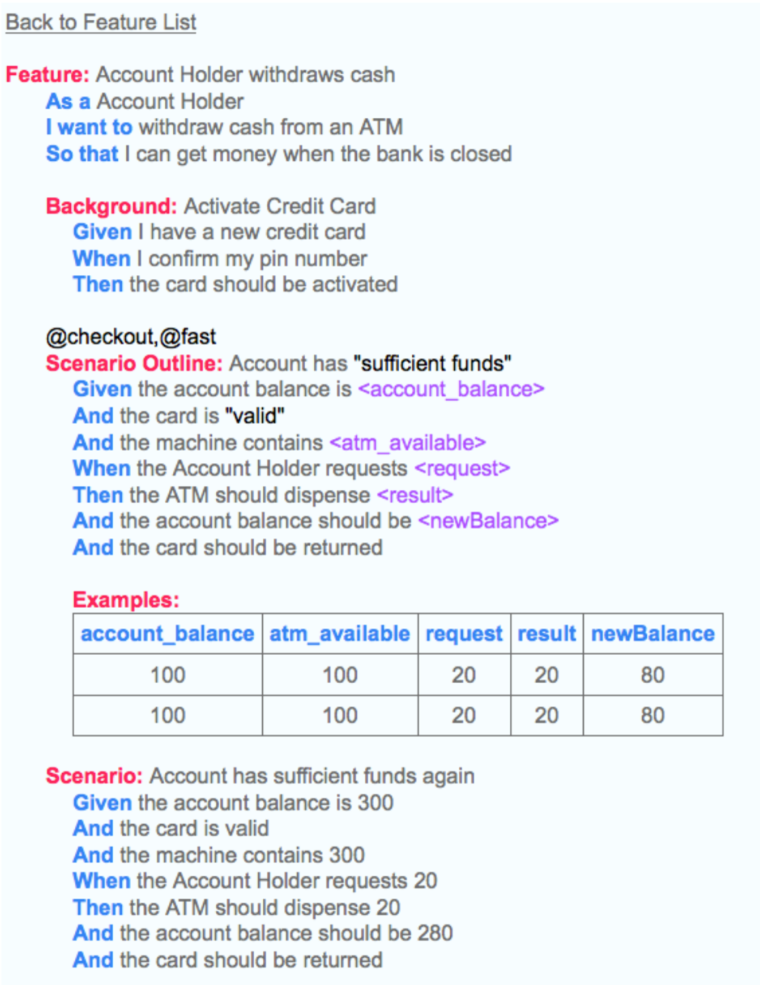 Back to Feature List
Feature: Account Holder withdraws cash
As a Account Holder
I want to withdraw cash from an ATM
So that I can get money when the bank is closed
Background: Activate Credit Card
Given I have a new credit card
When I confirm my pin number
Then the card should be activated
@checkout,@fast
Scenario Outline: Account has "sufficient funds"
Given the account balance is <account_balance>
And the card is "valid"
And the machine contains <atm_available>
When the Account Holder requests <request>
Then the ATM should dispense <result>
And the account balance should be <newBalance>
And the card should be returned
Examples:
account_balance atm_available request result newBalance
100 100 20 20 80
100 100 20 20 80
Scenario: Account has sufficient funds again
Given the account balance is 300
And the card is valid
And the machine contains 300
When the Account Holder requests 20
Then the ATM should dispense 20
And the account balance should be 280
And the card should be returned